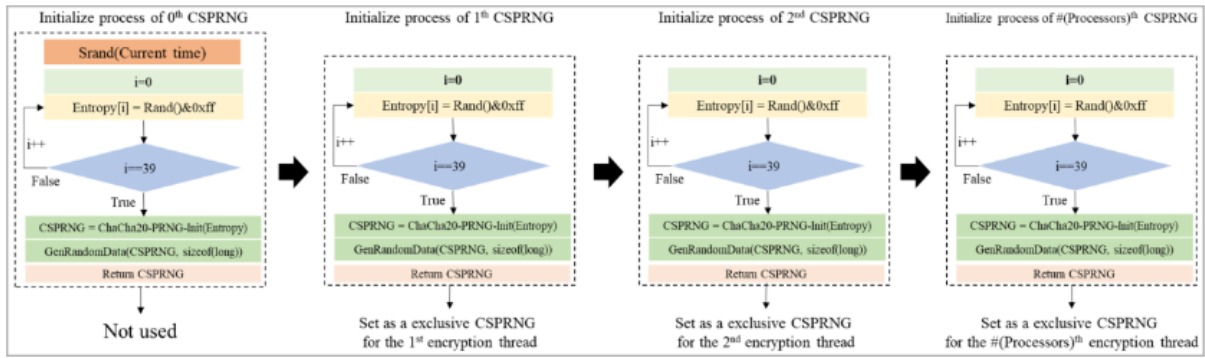 Initialize process of 0th CSPRNG
Srand(Current time)
i=0
Entropy[i] = Rand()&0xff
i++
i==39
False
True
CSPRNG = ChaCha20-PRNG-Init(Entropy)
GenRandomData(CSPRNG, sizeof(long))
Return CSPRNG
Not used
Initialize process of 1th CSPRNG
i=0
Entropy[i] = Rand()&0xff
i++
i==39
False
True
CSPRNG = ChaCha20-PRNG-Init(Entropy)
GenRandomData(CSPRNG, sizeof(long))
Return CSPRNG
Set as a exclusive CSPRNG
for the 1st encryption thread
Initialize process of 2nd CSPRNG
i=0
Entropy[i] = Rand()&0xff
i++
i==39
False
True
CSPRNG = ChaCha20-PRNG-Init(Entropy)
GenRandomData(CSPRNG, sizeof(long))
Return CSPRNG
Set as a exclusive CSPRNG
for the 2nd encryption thread
Initialize process of #(Processors)th CSPRNG
i=0
Entropy[i] = Rand()&0xff
i++
i==39
False
True
CSPRNG = ChaCha20-PRNG-Init(Entropy)
GenRandomData(CSPRNG, sizeof(long))
Return CSPRNG
Set as a exclusive CSPRNG
for the #(Processors)th encryption thread